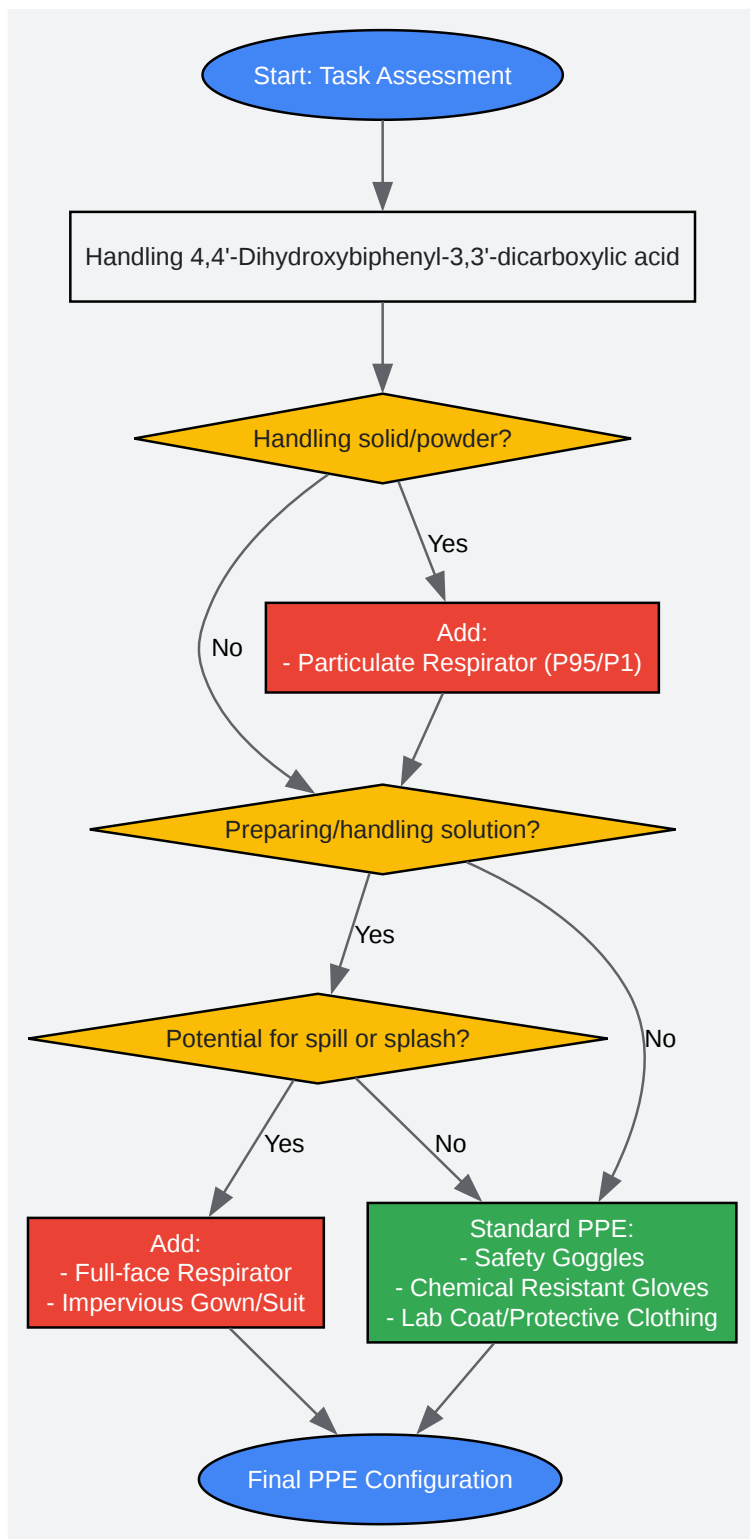 Start: Task Assessment
Handling 4,4'-Dihydroxybiphenyl-3,3'-dicarboxylic acid
Handling solid/powder?
Yes
No
Add:
- Particulate Respirator (P95/P1)
Preparing/handling solution?
Yes
No
Potential for spill or splash?
Yes
No
Add:
- Full-face Respirator
- Impervious Gown/Suit
Standard PPE:
- Safety Goggles
- Chemical Resistant Gloves
- Lab Coat/Protective Clothing
Final PPE Configuration